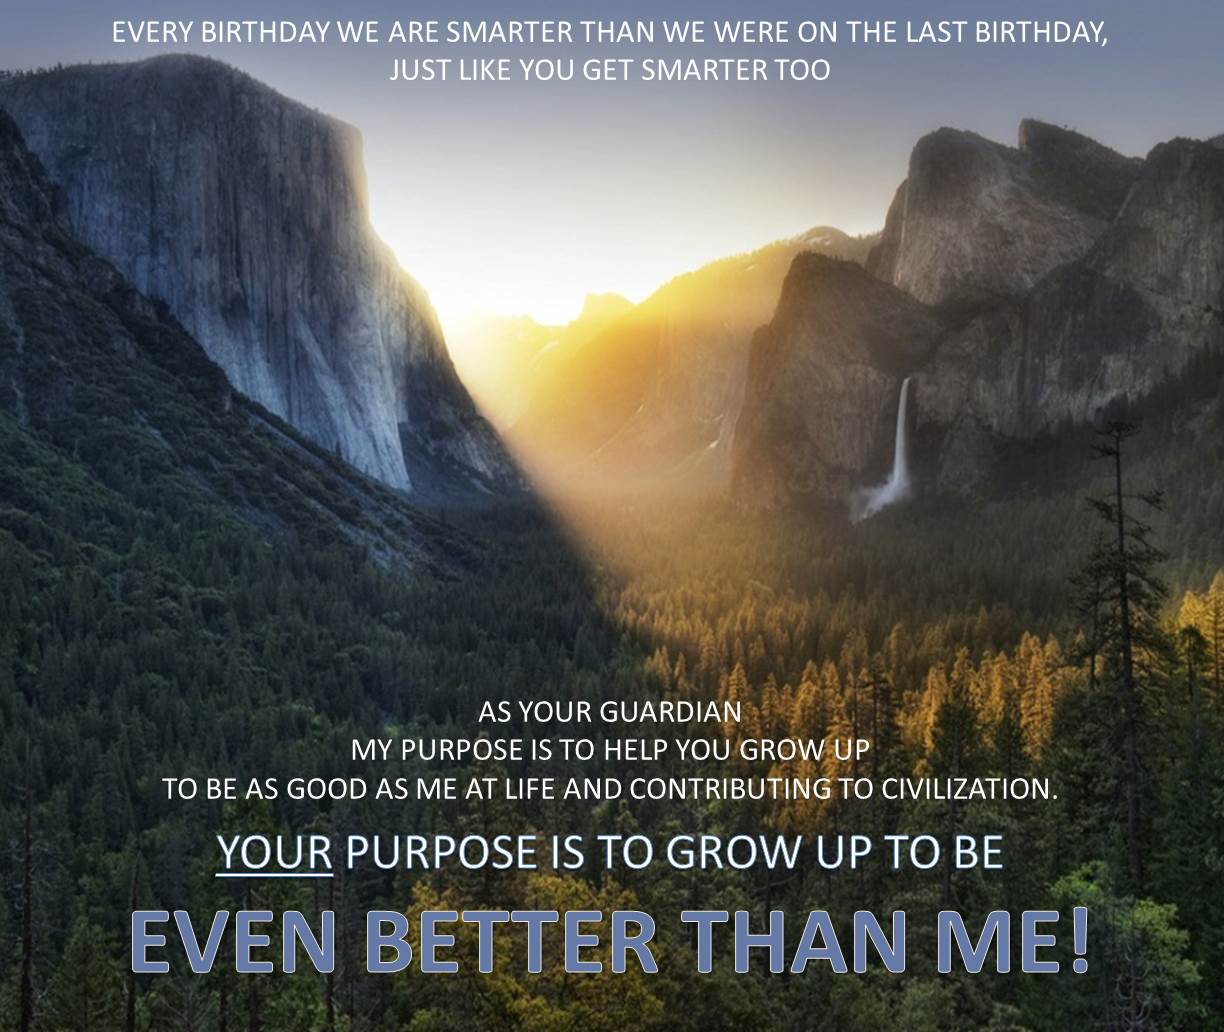 EVERY BIRTHDAY WE ARE SMARTER THAN WE WERE ON THE LAST BIRTHDAY,
JUST LIKE YOU GET SMARTER TOO
AS YOUR GUARDIAN
MY PURPOSE IS TO HELP YOU GROW UP
TO BE AS GOOD AS ME AT LIFE AND CONTRIBUTING TO CIVILIZATION.
YOUR PURPOSE IS TO GROW UP TO BE
EVEN BETTER THAN ME!